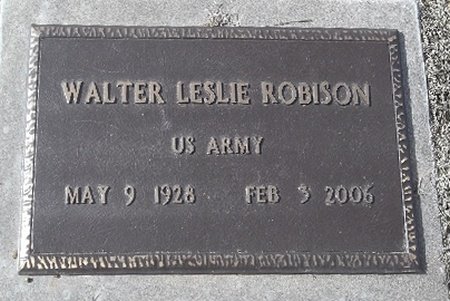 WALTER LESLIE ROBISON
US ARMY
MAY 9 1928 FEB 3 2006